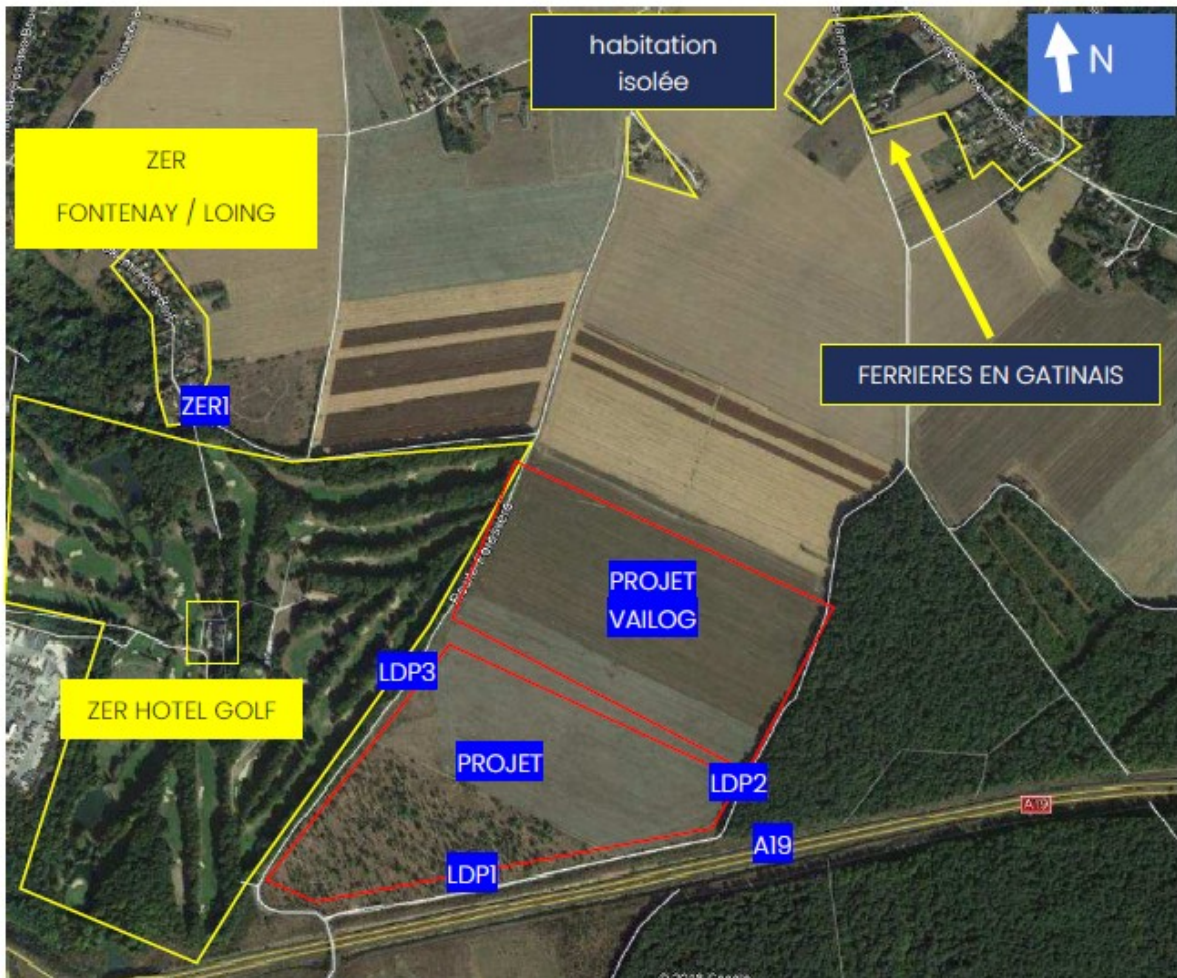 habitation
isolée
N
ZER
FONTENAY / LOING
ZER1
FERRIERES EN GATINAIS
PROJET
VAILOG
LDP3
ZER HOTEL GOLF
PROJET
LDP2
A19
A19
LDP1